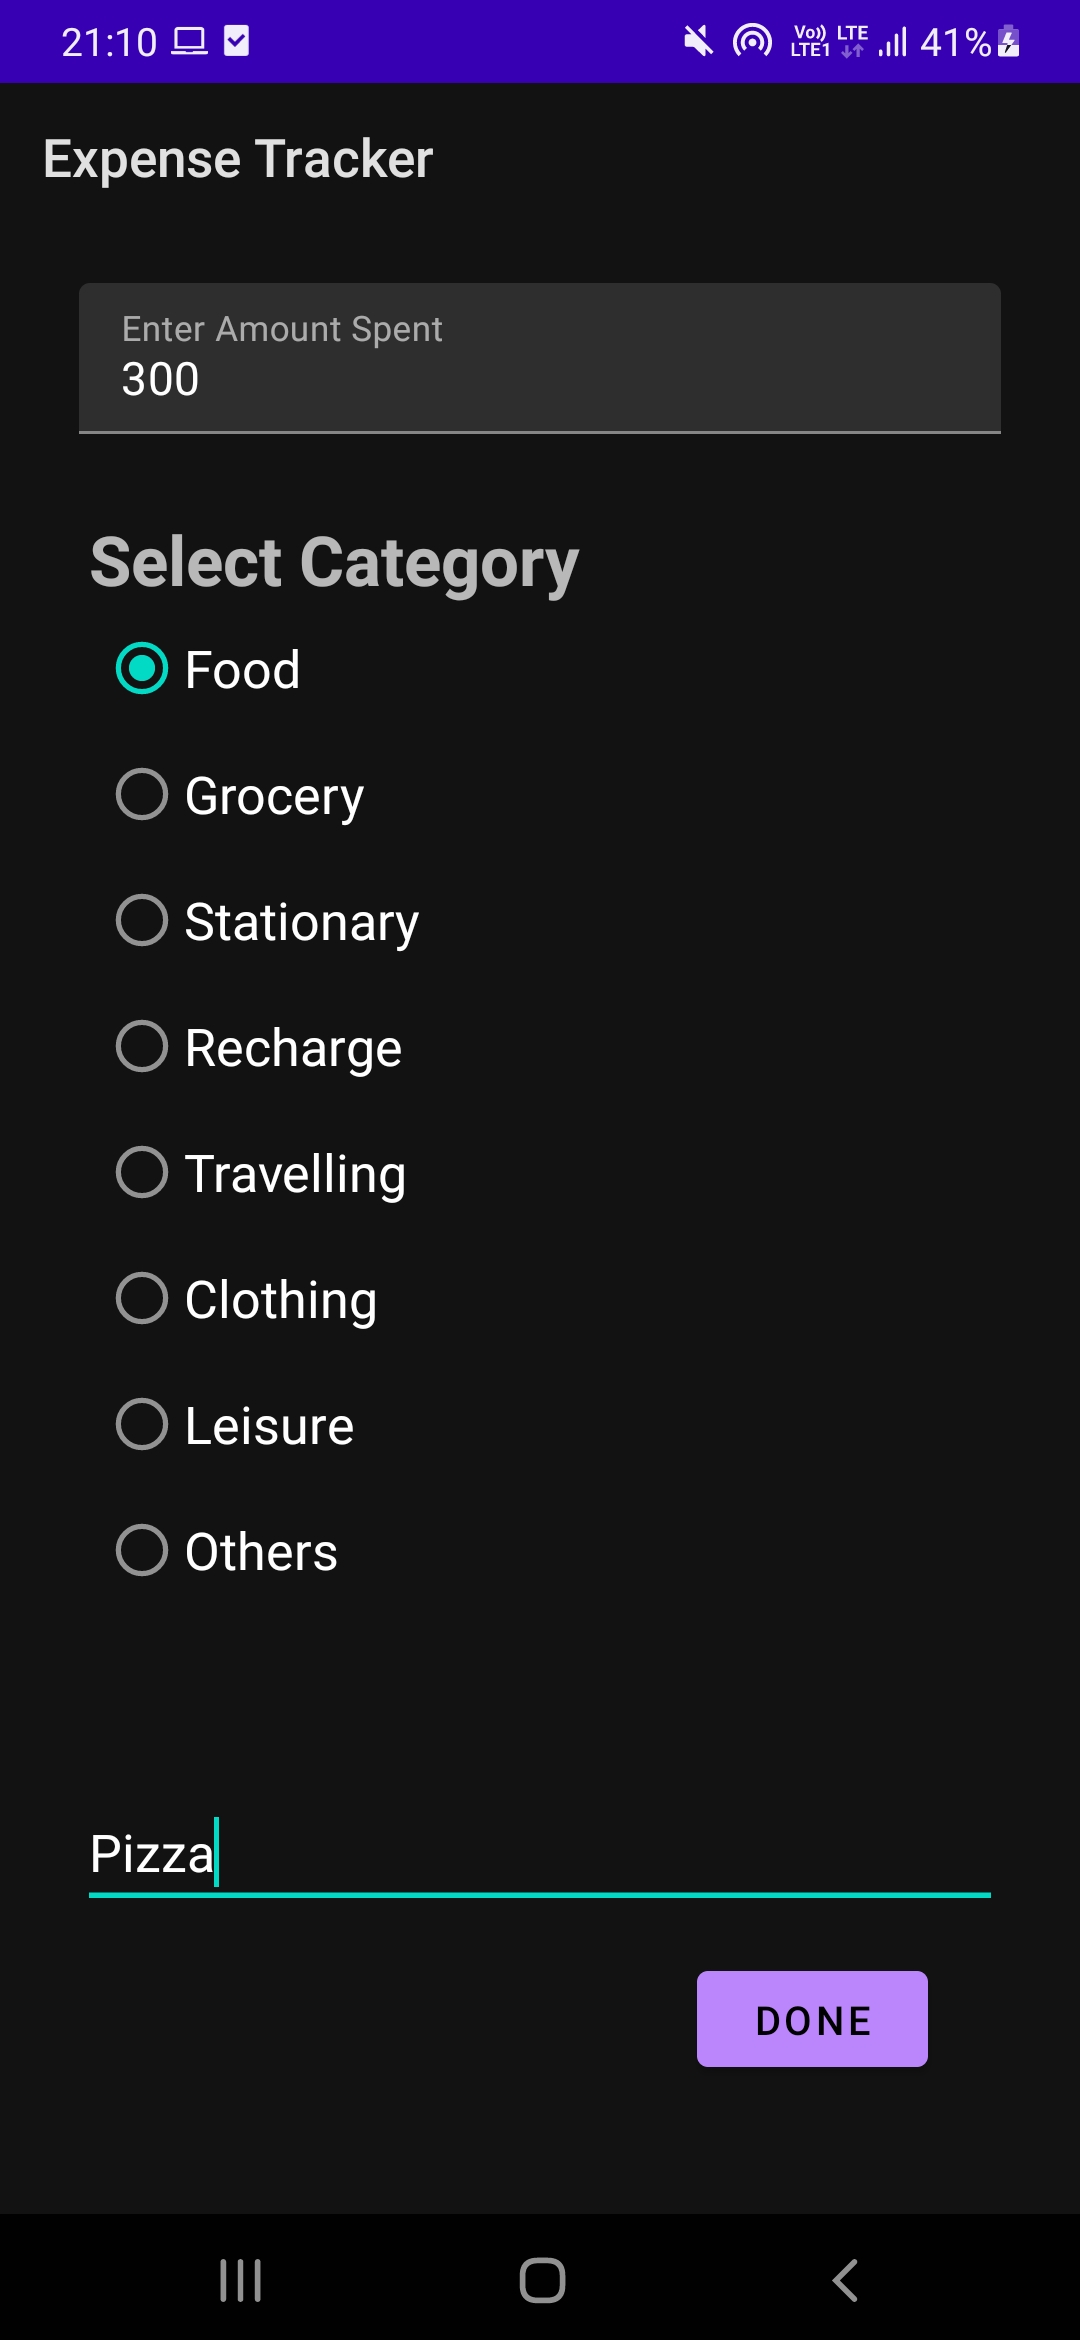 21:10 Vo)) LTE1 LTE 41%
Expense Tracker
Enter Amount Spent
300
Select Category
Food
Grocery
Stationary
Recharge
Travelling
Clothing
Leisure
Others
Pizza
DONE